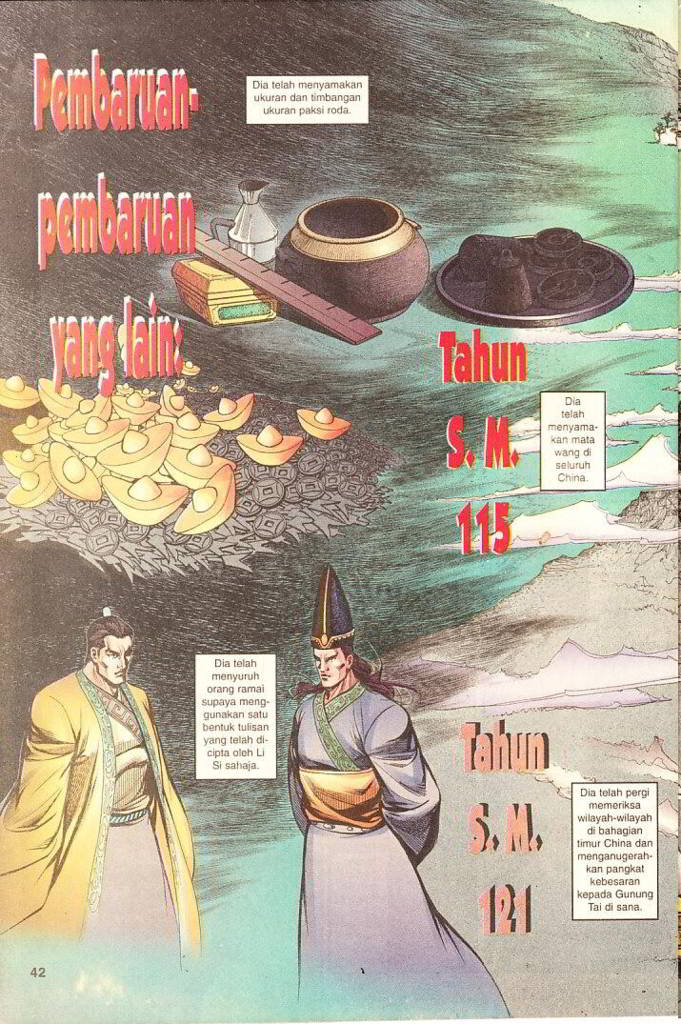 Pembaruan-
pembaruan
yang lain:
Dia telah menyamakan
ukuran dan timbangan
ukuran paksi roda.
Tahun
S. M.
115
Dia
telah
menyama-
kan mata
wang di
seluruh
China.
Dia telah
menyuruh
orang ramai
supaya meng-
gunakan satu
bentuk tulisan
yang telah di-
cipta oleh Li
Si sahaja.
Tahun
S. M.
121
Dia telah pergi
memeriksa
wilayah-wilayah
di bahagian
timur China dan
menganugerah-
kan pangkat
kebesaran
kepada Gunung
Tai di sana.
42